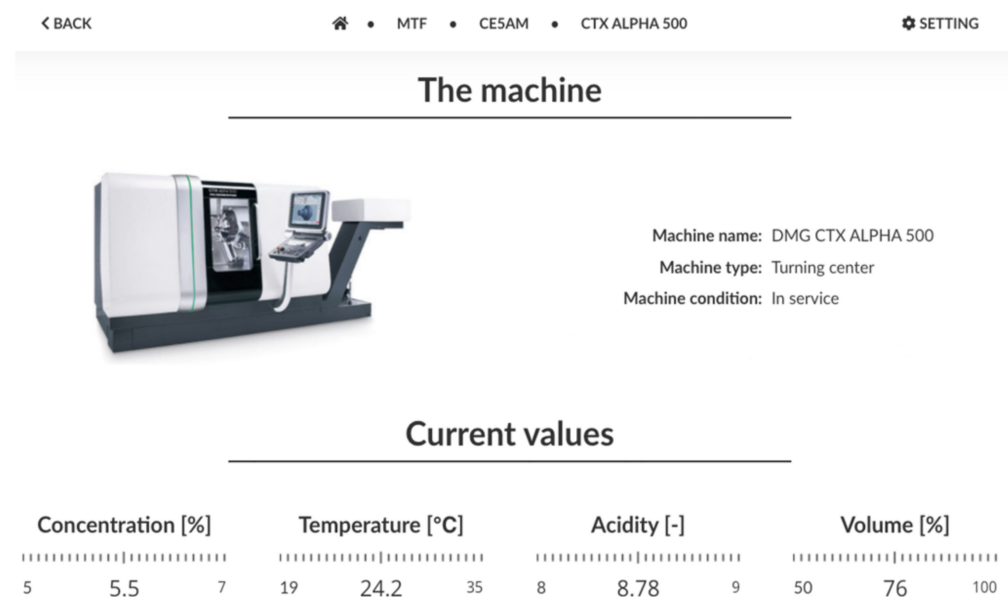 BACK
MTF • CE5AM • CTX ALPHA 500
SETTING
The machine
Machine name: DMG CTX ALPHA 500
Machine type: Turning center
Machine condition: In service
Current values
Concentration [%]
5 5.5 7
Temperature [°C]
19 24.2 35
Acidity [-]
8 8.78 9
Volume [%]
50 76 100